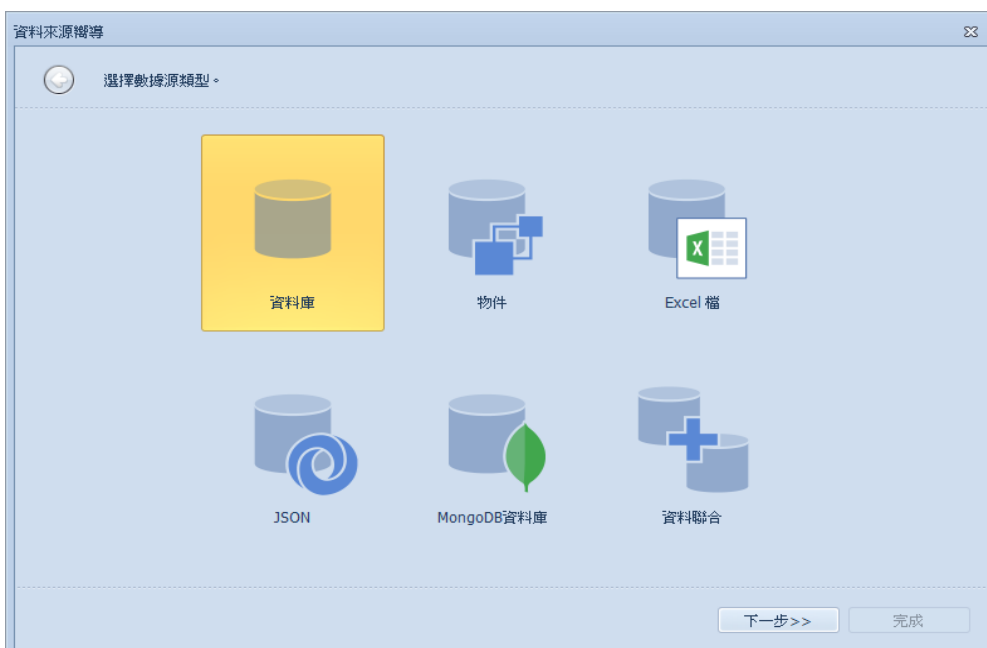 資料來源嚮導
選擇數據源類型。
資料庫
物件
Excel 檔
JSON
MongoDB資料庫
資料聯合
下一步>>
完成